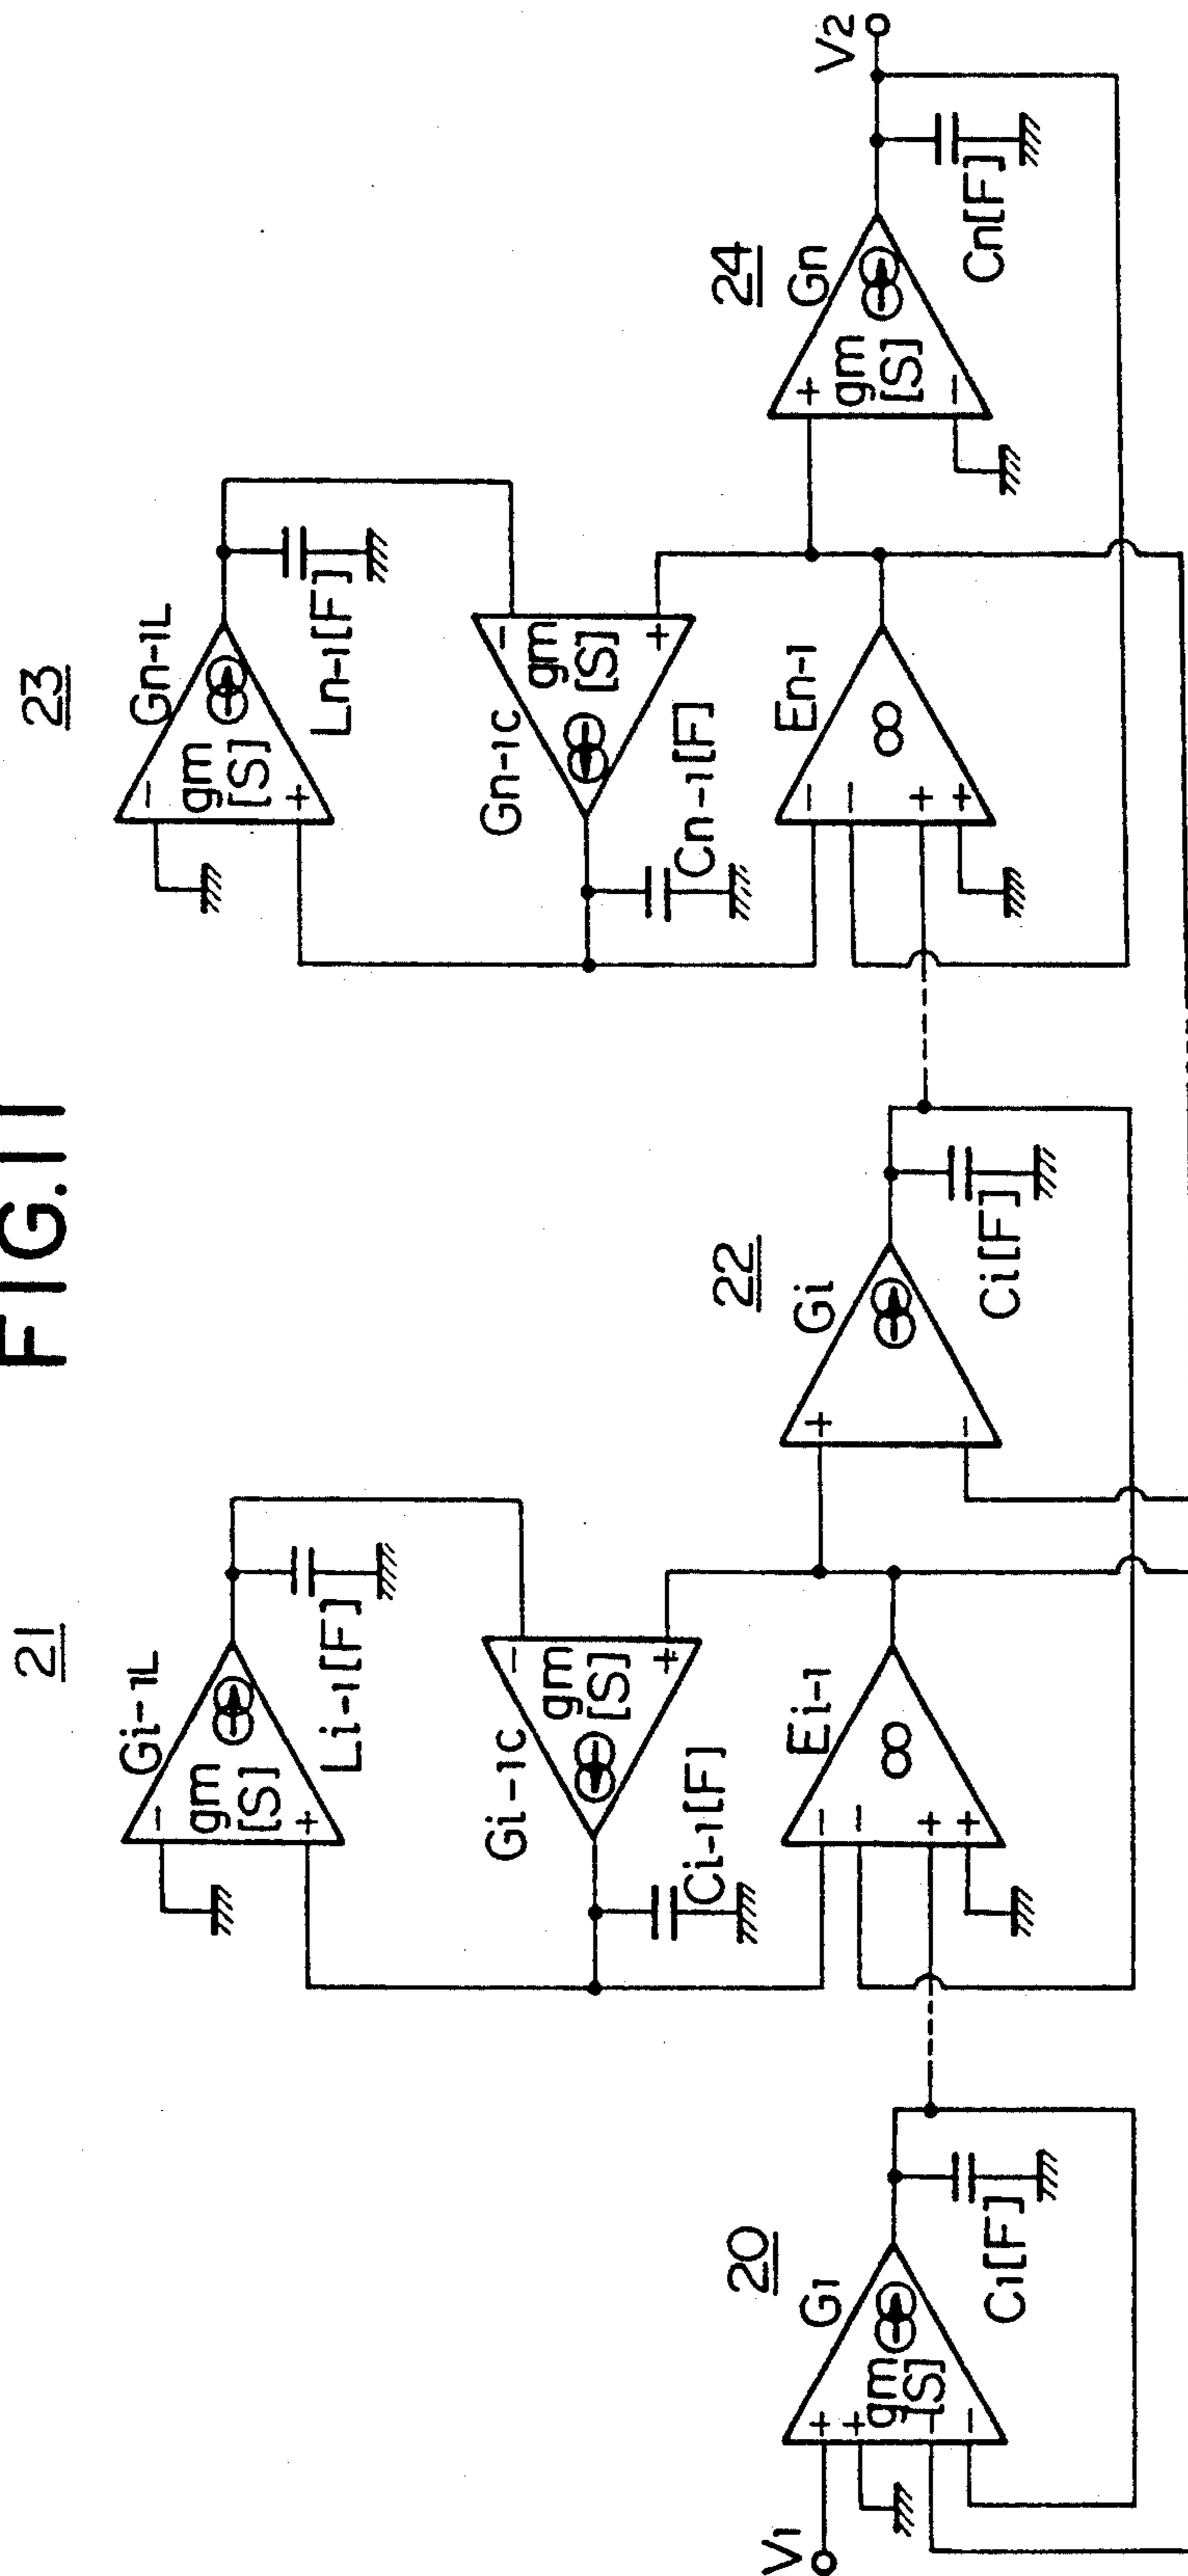 FIG.11
20
V1
G1
+
+
gm
[S]
−
−
C1[F]
21
Gi-1L
−
gm
[S]
+
Li-1[F]
Gi-1C
−
gm
[S]
+
Ci-1[F]
Ei-1
−
−
∞
+
+
22
Gi
+
−
Ci[F]
23
Gn-1L
−
gm
[S]
+
Ln-1[F]
Gn-1C
−
gm
[S]
+
Cn-1[F]
En-1
−
−
∞
+
+
24
Gn
+
gm
[S]
−
Cn[F]
V2